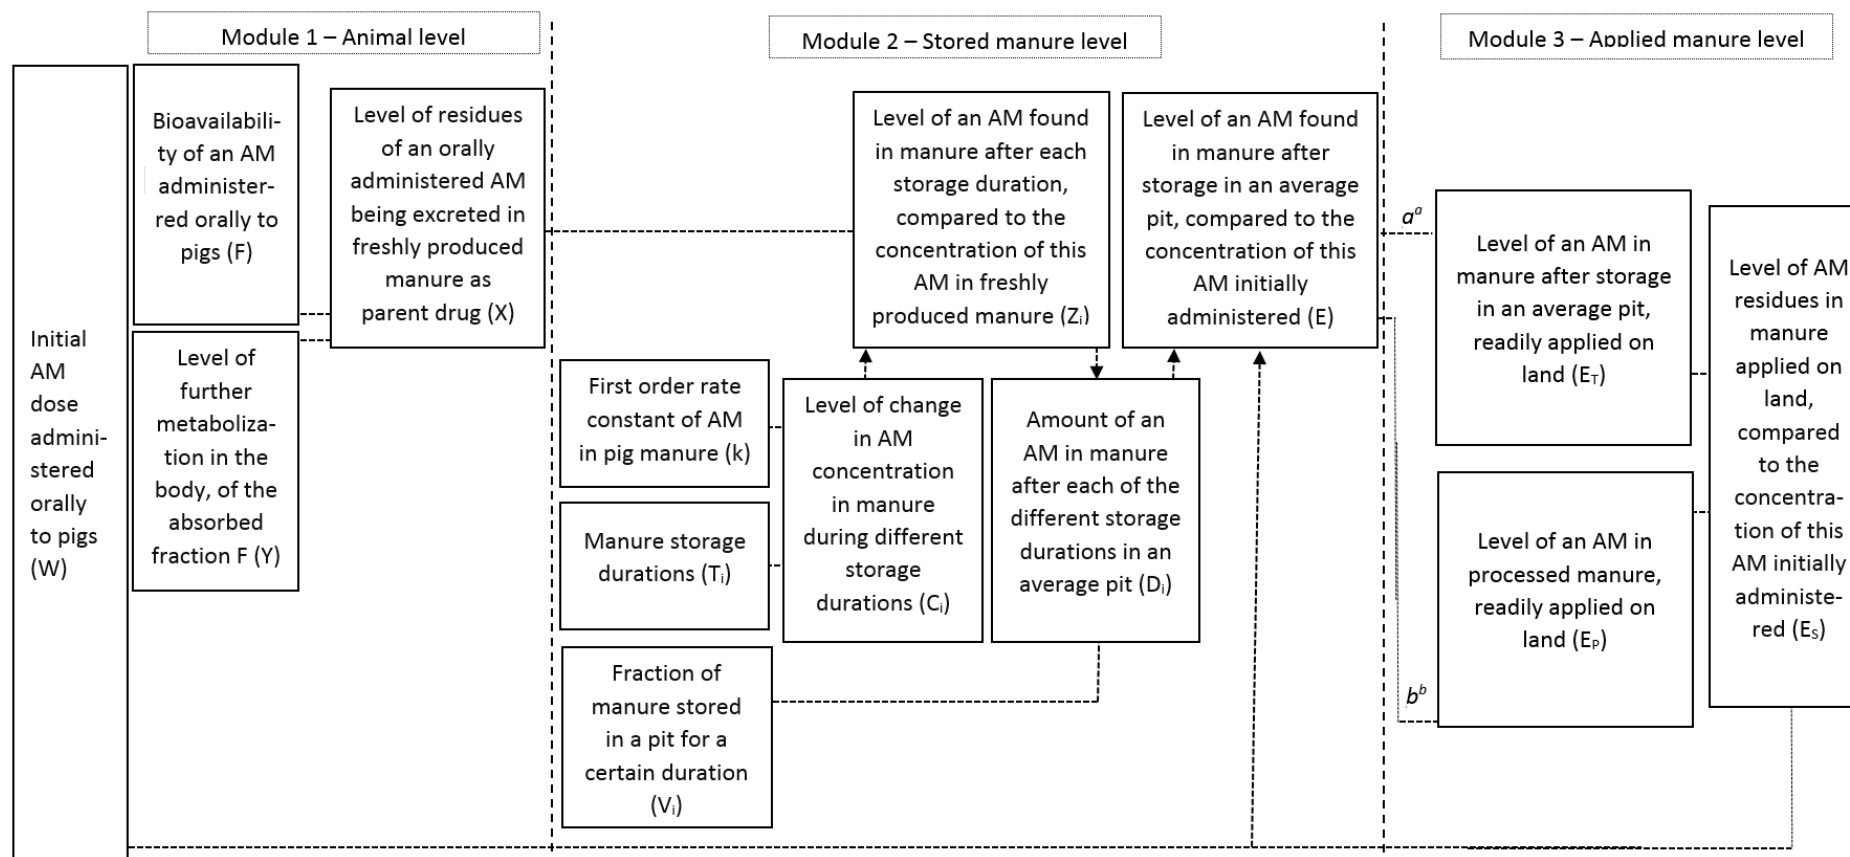 Module 1 – Animal level
Module 2 – Stored manure level
Module 3 – Applied manure level
Initial
AM
dose
admini-
stered
orally
to pigs
(W)
Bioavailabili-
ty of an AM
administer-
red orally to
pigs (F)
Level of
further
metaboliza-
tion in the
body, of the
absorbed
fraction F (Y)
Level of residues
of an orally
administered AM
being excreted in
freshly produced
manure as
parent drug (X)
First order rate
constant of AM
in pig manure (k)
Manure storage
durations (Tᵢ)
Fraction of
manure stored
in a pit for a
certain duration
(Vᵢ)
Level of change
in AM
concentration
in manure
during different
storage
durations (Cᵢ)
Level of an AM found
in manure after each
storage duration,
compared to the
concentration of this
AM in freshly
produced manure (Zᵢ)
Amount of an
AM in manure
after each of the
different storage
durations in an
average pit (Dᵢ)
Level of an AM found
in manure after
storage in an average
pit, compared to the
concentration of this
AM initially
administered (E)
aᵃ
bᵇ
Level of an AM in
manure after storage
in an average pit,
readily applied on
land (E_T)
Level of an AM in
processed manure,
readily applied on
land (E_P)
Level of AM
residues in
manure
applied on
land,
compared
to the
concentra-
tion of this
AM initially
administe-
red (E_S)